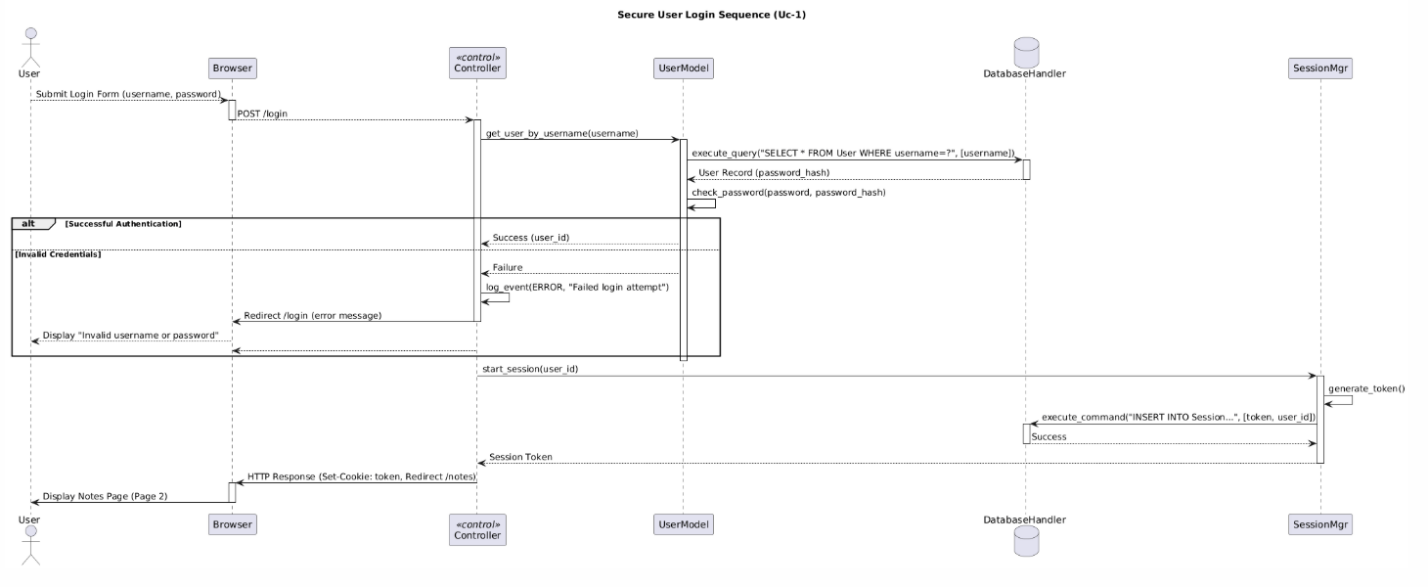 Secure User Login Sequence (Uc-1)
User
Browser
«control»
Controller
UserModel
DatabaseHandler
SessionMgr
Submit Login Form (username, password)
POST /login
get_user_by_username(username)
execute_query("SELECT * FROM User WHERE username=?", [username])
User Record (password_hash)
check_password(password, password_hash)
alt [Successful Authentication]
Success (user_id)
[Invalid Credentials]
Failure
log_event(ERROR, "Failed login attempt")
Redirect /login (error message)
Display "Invalid username or password"
start_session(user_id)
generate_token()
execute_command("INSERT INTO Session...", [token, user_id])
Success
Session Token
HTTP Response (Set-Cookie: token, Redirect /notes)
Display Notes Page (Page 2)
User
Browser
«control»
Controller
UserModel
DatabaseHandler
SessionMgr